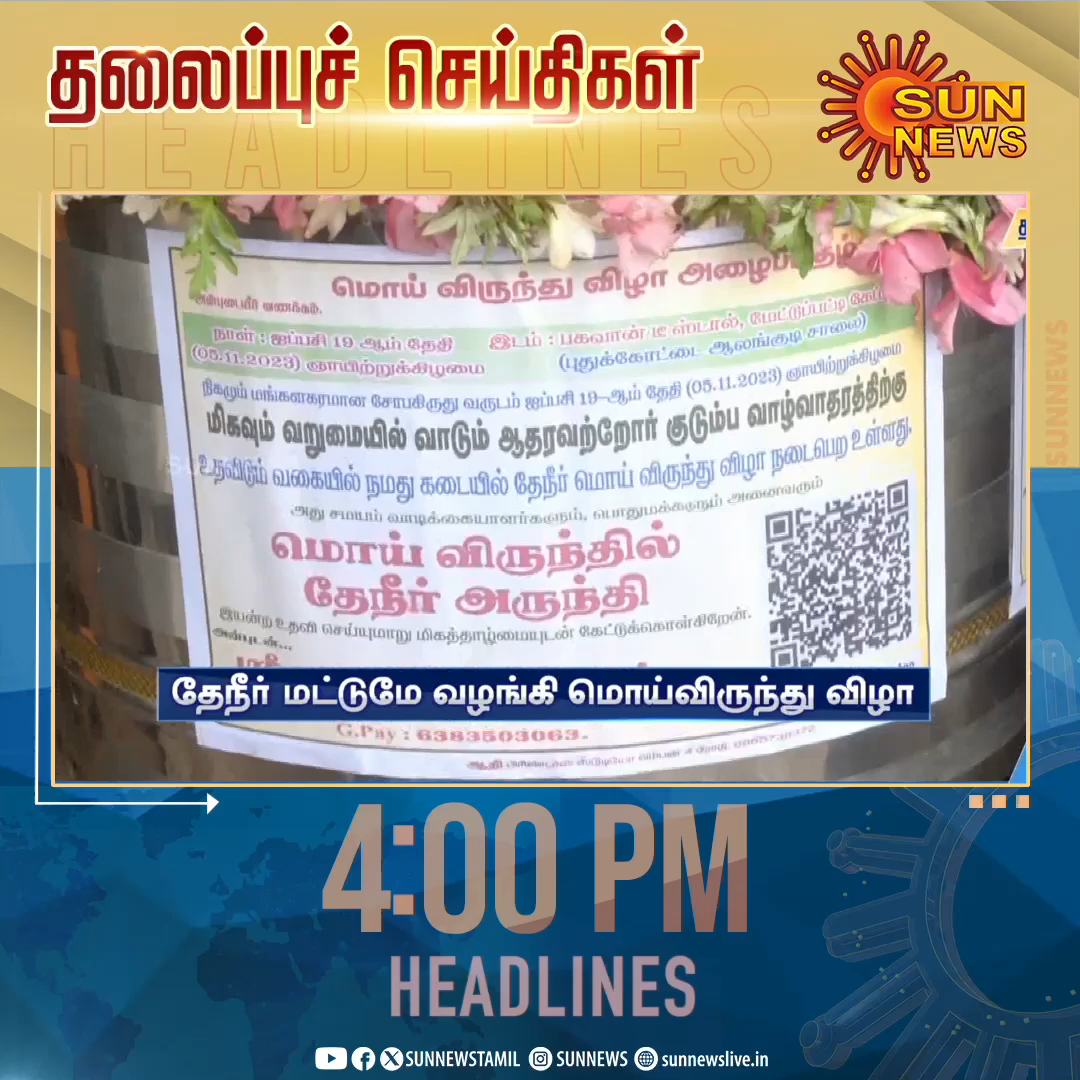 தலைப்புச் செய்திகள்
HEADLINES
SUN
NEWS
SUNNEWS
மொய் விருந்து விழா
அன்புடையீர் வணக்கம்.
நாள் : ஐப்பசி 19 ஆம் தேதி
(05.11.2023) ஞாயிற்றுக்கிழமை
இடம் : பகவான் டீ ஸ்டால், மேட்டுப்பட்டி கேட்
(புதுக்கோட்டை ஆலங்குடி சாலை)
நிகழும் மங்களகரமான சோபகிருது வருடம் ஐப்பசி 19-ஆம் தேதி (05.11.2023) ஞாயிற்றுக்கிழமை
மிகவும் வறுமையில் வாடும் ஆதரவற்றோர் குடும்ப வாழ்வாதரத்திற்கு
உதவிடும் வகையில் நமது கடையில் தேநீர் மொய் விருந்து விழா நடைபெற உள்ளது.
அது சமயம் வாடிக்கையாளர்களும், பொதுமக்களும் அனைவரும்
மொய் விருந்தில்
தேநீர் அருந்தி
இயன்ற உதவி செய்யுமாறு மிகத்தாழ்மையுடன் கேட்டுக்கொள்கிறேன்.
அன்புடன்...
தேநீர் மட்டுமே வழங்கி மொய்விருந்து விழா
G.Pay : 6383503063.
4:00 PM
HEADLINES
SUNNEWSTAMIL SUNNEWS sunnewslive.in